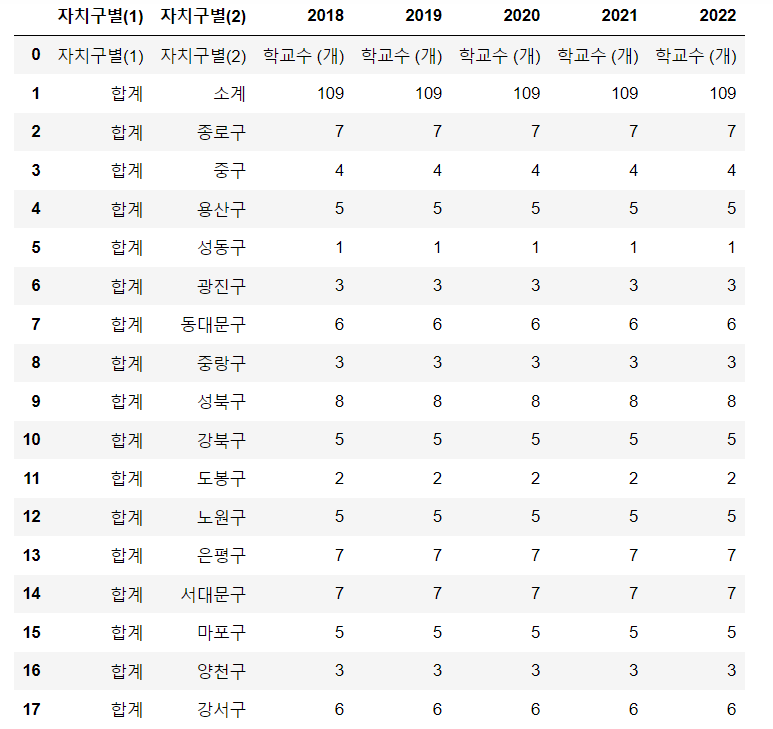 자치구별(1) 자치구별(2) 2018 2019 2020 2021 2022
0 자치구별(1) 자치구별(2) 학교수 (개) 학교수 (개) 학교수 (개) 학교수 (개) 학교수 (개)
1 합계 소계 109 109 109 109 109
2 합계 종로구 7 7 7 7 7
3 합계 중구 4 4 4 4 4
4 합계 용산구 5 5 5 5 5
5 합계 성동구 1 1 1 1 1
6 합계 광진구 3 3 3 3 3
7 합계 동대문구 6 6 6 6 6
8 합계 중랑구 3 3 3 3 3
9 합계 성북구 8 8 8 8 8
10 합계 강북구 5 5 5 5 5
11 합계 도봉구 2 2 2 2 2
12 합계 노원구 5 5 5 5 5
13 합계 은평구 7 7 7 7 7
14 합계 서대문구 7 7 7 7 7
15 합계 마포구 5 5 5 5 5
16 합계 양천구 3 3 3 3 3
17 합계 강서구 6 6 6 6 6